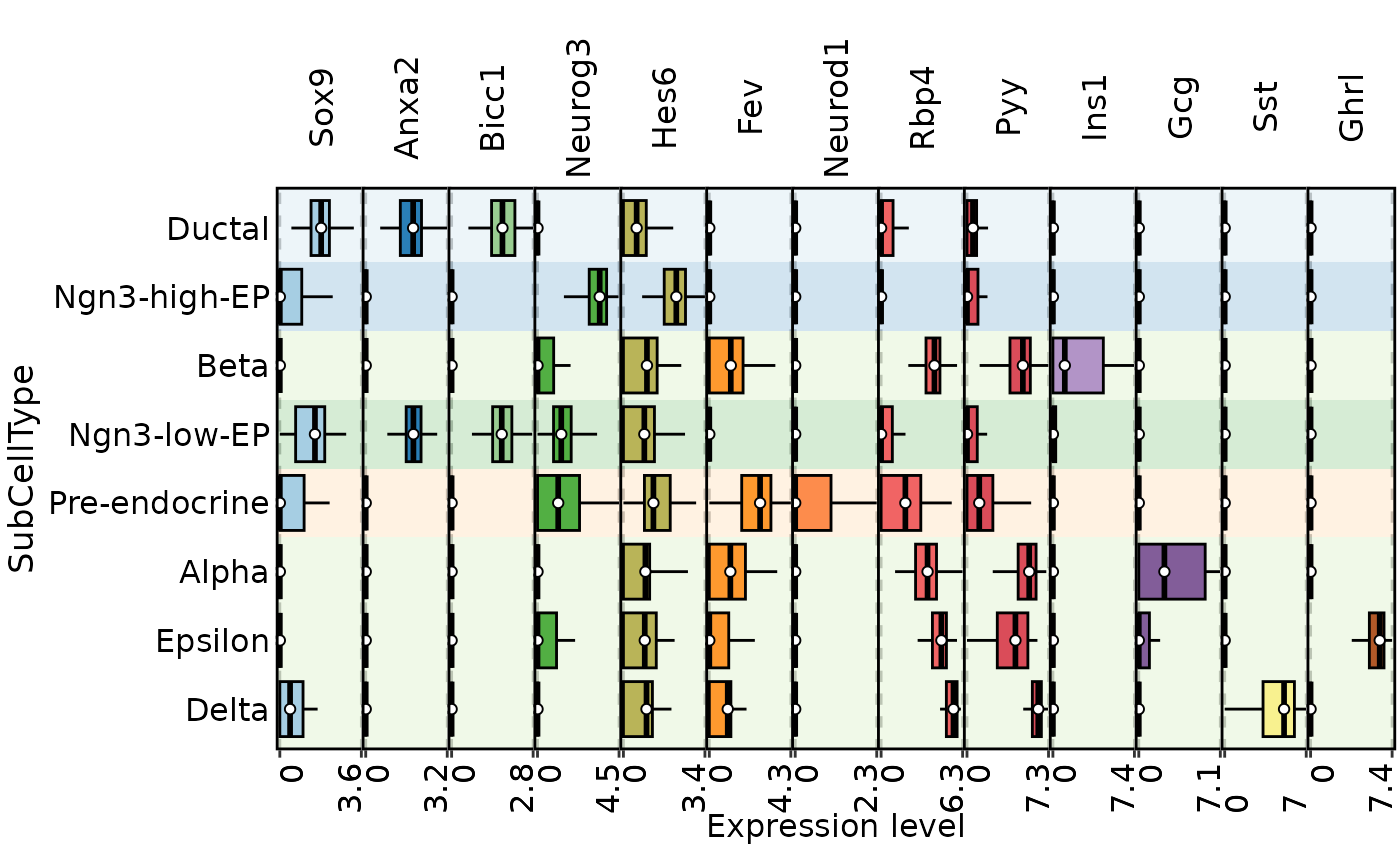 Sox9
Anxa2
Bicc1
Neurog3
Hes6
Fev
Neurod1
Rbp4
Pyy
Ins1
Gcg
Sst
Ghrl
SubCellType
Ductal
Ngn3-high-EP
Beta
Ngn3-low-EP
Pre-endocrine
Alpha
Epsilon
Delta
0
3.6
0
3.2
0
2.8
0
4.5
0
3.4
0
4.3
0
2.3
0
6.3
0
7.3
0
7.4
0
7.1
0
7
0
7.4
Expression level